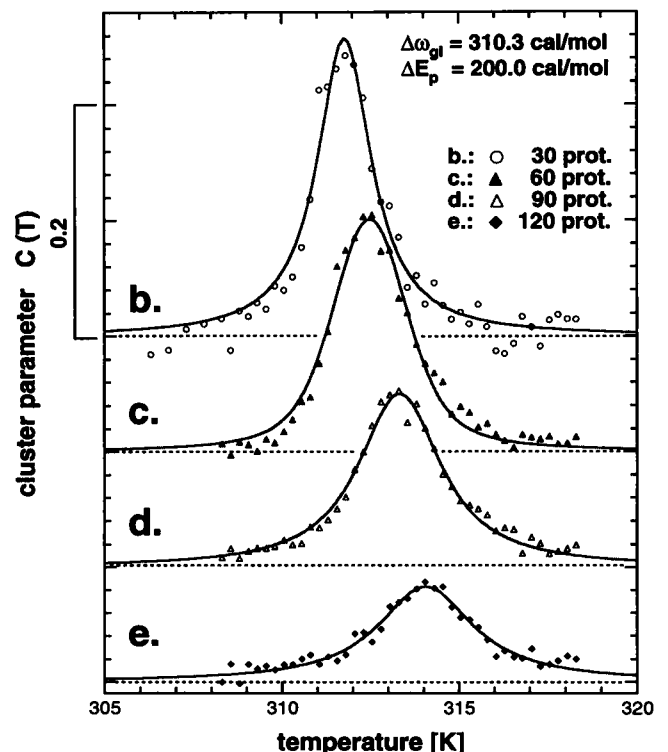 Δω_gl = 310.3 cal/mol
ΔE_p = 200.0 cal/mol
b.: ○ 30 prot.
c.: ▲ 60 prot.
d.: △ 90 prot.
e.: ◆ 120 prot.
cluster parameter C (T)
0.2
b.
c.
d.
e.
305 310 315 320
temperature [K]